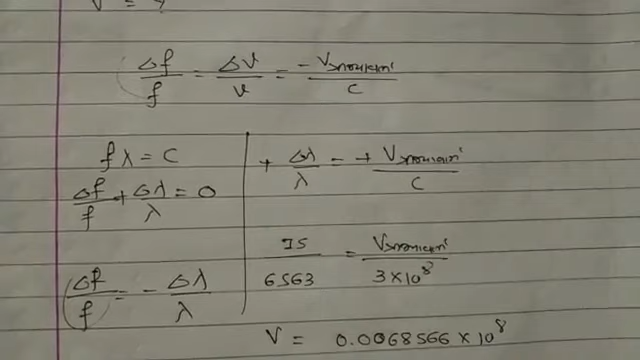 Δf/f = Δν/ν = -V/C
fλ = C
Δf/f + Δλ/λ = 0
Δf/f = - Δλ/λ
+ Δλ/λ = + V/C
15/6563 = V/3×10⁸
V = 0.0068566 × 10⁸